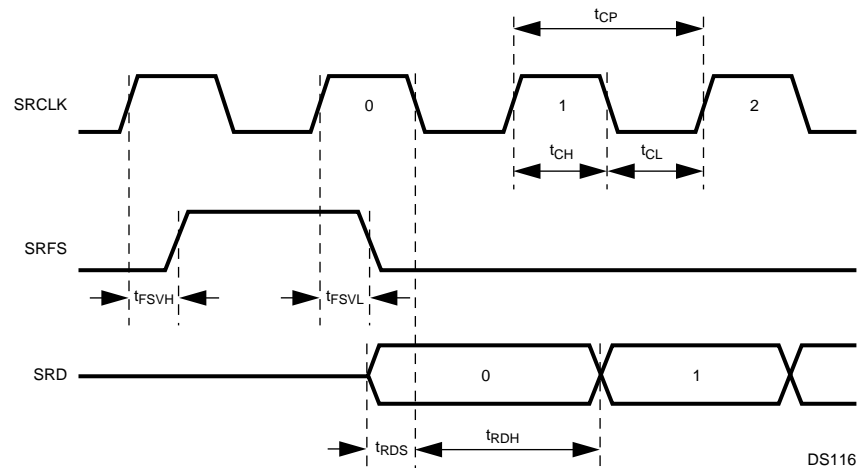 tCP
SRCLK
0
1
2
tCH
tCL
SRFS
tFSVH
tFSVL
SRD
0
1
tRDS
tRDH
DS116